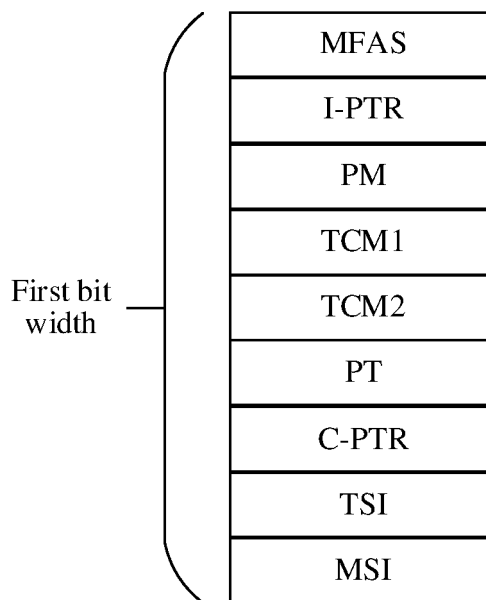 MFAS
I-PTR
PM
TCM1
TCM2
PT
C-PTR
TSI
MSI
First bit
width